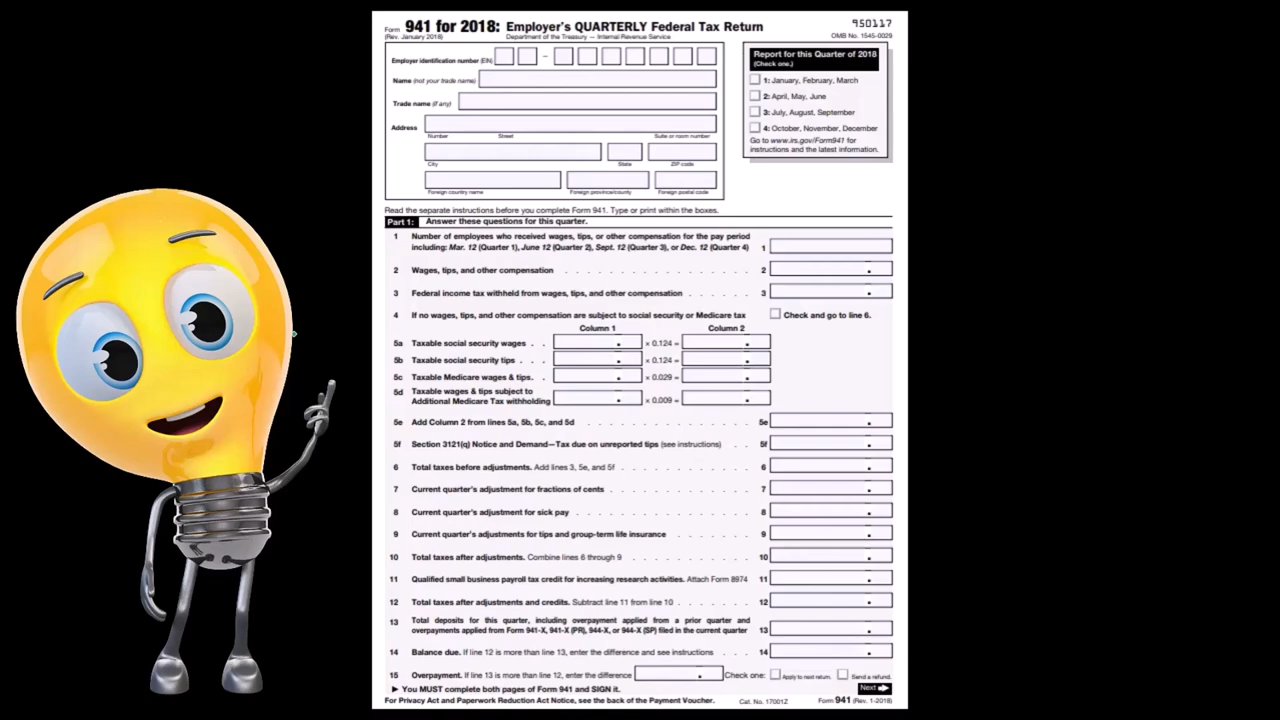 Form 941 for 2018: Employer's QUARTERLY Federal Tax Return
(Rev. January 2018) Department of the Treasury — Internal Revenue Service
950117
OMB No. 1545-0029
Employer identification number (EIN) –
Name (not your trade name)
Trade name (if any)
Address
Number Street Suite or room number
City State ZIP code
Foreign country name Foreign province/county Foreign postal code
Report for this Quarter of 2018
(Check one.)
1: January, February, March
2: April, May, June
3: July, August, September
4: October, November, December
Go to www.irs.gov/Form941 for
instructions and the latest information.
Read the separate instructions before you complete Form 941. Type or print within the boxes.
Part 1: Answer these questions for this quarter.
1 Number of employees who received wages, tips, or other compensation for the pay period
including: Mar. 12 (Quarter 1), June 12 (Quarter 2), Sept. 12 (Quarter 3), or Dec. 12 (Quarter 4) 1
2 Wages, tips, and other compensation . . . . . . . . . . . . . . . . . 2 .
3 Federal income tax withheld from wages, tips, and other compensation . . . . . . 3 .
4 If no wages, tips, and other compensation are subject to social security or Medicare tax Check and go to line 6.
Column 1 Column 2
5a Taxable social security wages . . . × 0.124 = .
5b Taxable social security tips . . . . × 0.124 = .
5c Taxable Medicare wages & tips. . . × 0.029 = .
5d Taxable wages & tips subject to
Additional Medicare Tax withholding . × 0.009 = .
5e Add Column 2 from lines 5a, 5b, 5c, and 5d . . . . . . . . . . . . . . . 5e .
5f Section 3121(q) Notice and Demand—Tax due on unreported tips (see instructions) . . 5f .
6 Total taxes before adjustments. Add lines 3, 5e, and 5f . . . . . . . . . . . . 6 .
7 Current quarter's adjustment for fractions of cents . . . . . . . . . . . . . 7 .
8 Current quarter's adjustment for sick pay . . . . . . . . . . . . . . . . 8 .
9 Current quarter's adjustments for tips and group-term life insurance . . . . . . . 9 .
10 Total taxes after adjustments. Combine lines 6 through 9 . . . . . . . . . . . 10 .
11 Qualified small business payroll tax credit for increasing research activities. Attach Form 8974 11 .
12 Total taxes after adjustments and credits. Subtract line 11 from line 10 . . . . . . . 12 .
13 Total deposits for this quarter, including overpayment applied from a prior quarter and
overpayments applied from Form 941-X, 941-X (PR), 944-X, or 944-X (SP) filed in the current quarter 13 .
14 Balance due. If line 12 is more than line 13, enter the difference and see instructions . . . 14 .
15 Overpayment. If line 13 is more than line 12, enter the difference . Check one: Apply to next return. Send a refund.
▶ You MUST complete both pages of Form 941 and SIGN it. Next
For Privacy Act and Paperwork Reduction Act Notice, see the back of the Payment Voucher. Cat. No. 17001Z Form 941 (Rev. 1-2018)